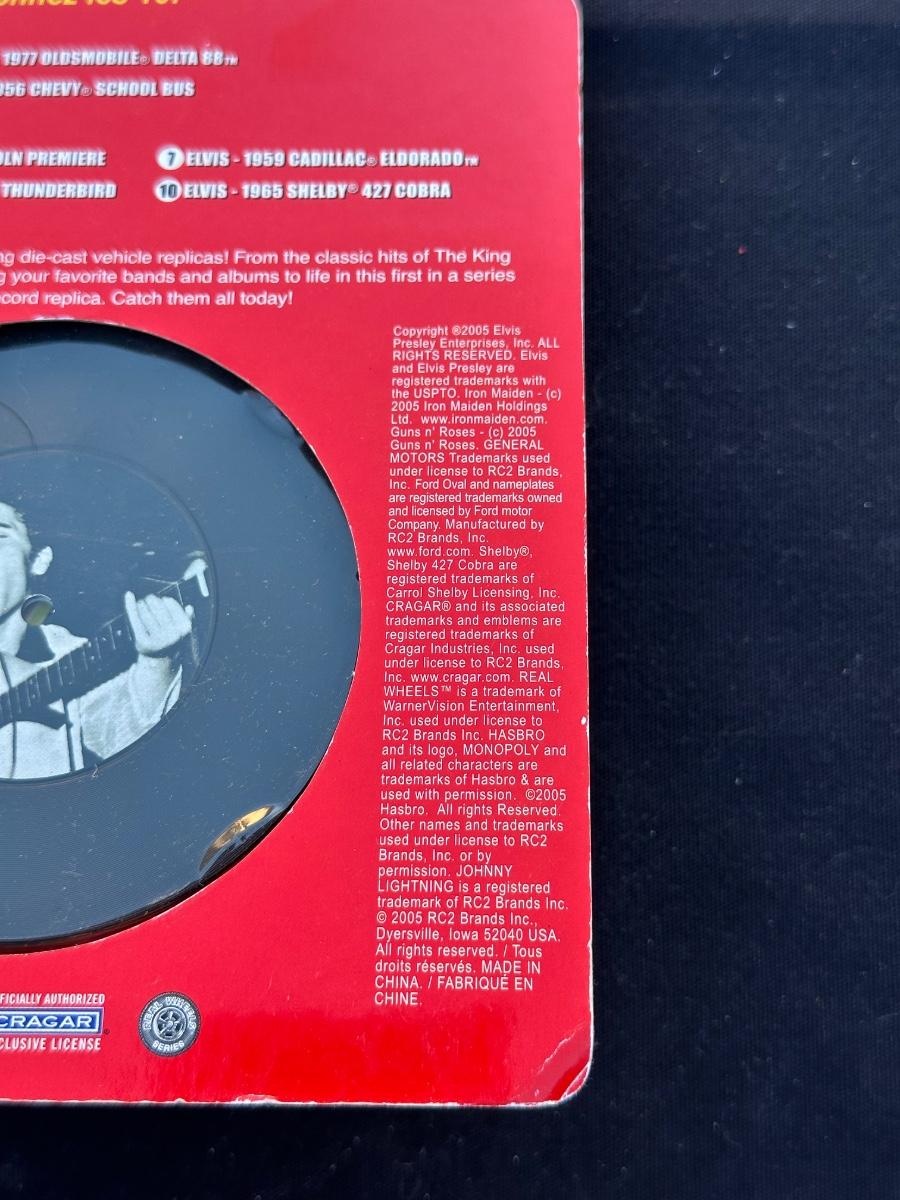 1977 OLDSMOBILE® DELTA 88™
CHEVY® SCHOOL BUS
PREMIERE
7 ELVIS - 1959 CADILLAC® ELDORADO™
THUNDERBIRD
10 ELVIS - 1965 SHELBY® 427 COBRA
die-cast vehicle replicas! From the classic hits of The King
your favorite bands and albums to life in this first in a series
replica. Catch them all today!
Copyright ®2005 Elvis
Presley Enterprises, Inc. ALL
RIGHTS RESERVED. Elvis
and Elvis Presley are
registered trademarks with
the USPTO. Iron Maiden - (c)
2005 Iron Maiden Holdings
Ltd. www.ironmaiden.com.
Guns n' Roses - (c) 2005
Guns n' Roses. GENERAL
MOTORS Trademarks used
under license to RC2 Brands,
Inc. Ford Oval and nameplates
are registered trademarks owned
and licensed by Ford motor
Company. Manufactured by
RC2 Brands, Inc.
www.ford.com. Shelby®,
Shelby 427 Cobra are
registered trademarks of
Carrol Shelby Licensing, Inc.
CRAGAR® and its associated
trademarks and emblems are
registered trademarks of
Cragar Industries, Inc. used
under license to RC2 Brands,
Inc. www.cragar.com. REAL
WHEELS™ is a trademark of
WarnerVision Entertainment,
Inc. used under license to
RC2 Brands Inc. HASBRO
and its logo, MONOPOLY and
all related characters are
trademarks of Hasbro & are
used with permission. ©2005
Hasbro. All rights Reserved.
Other names and trademarks
used under license to RC2
Brands, Inc. or by
permission. JOHNNY
LIGHTNING is a registered
trademark of RC2 Brands Inc.
© 2005 RC2 Brands Inc.,
Dyersville, Iowa 52040 USA.
All rights reserved. / Tous
droits réservés. MADE IN
CHINA. / FABRIQUÉ EN
CHINE.
AUTHORIZED
CRAGAR®
LICENSE
REAL WHEELS
SERIES